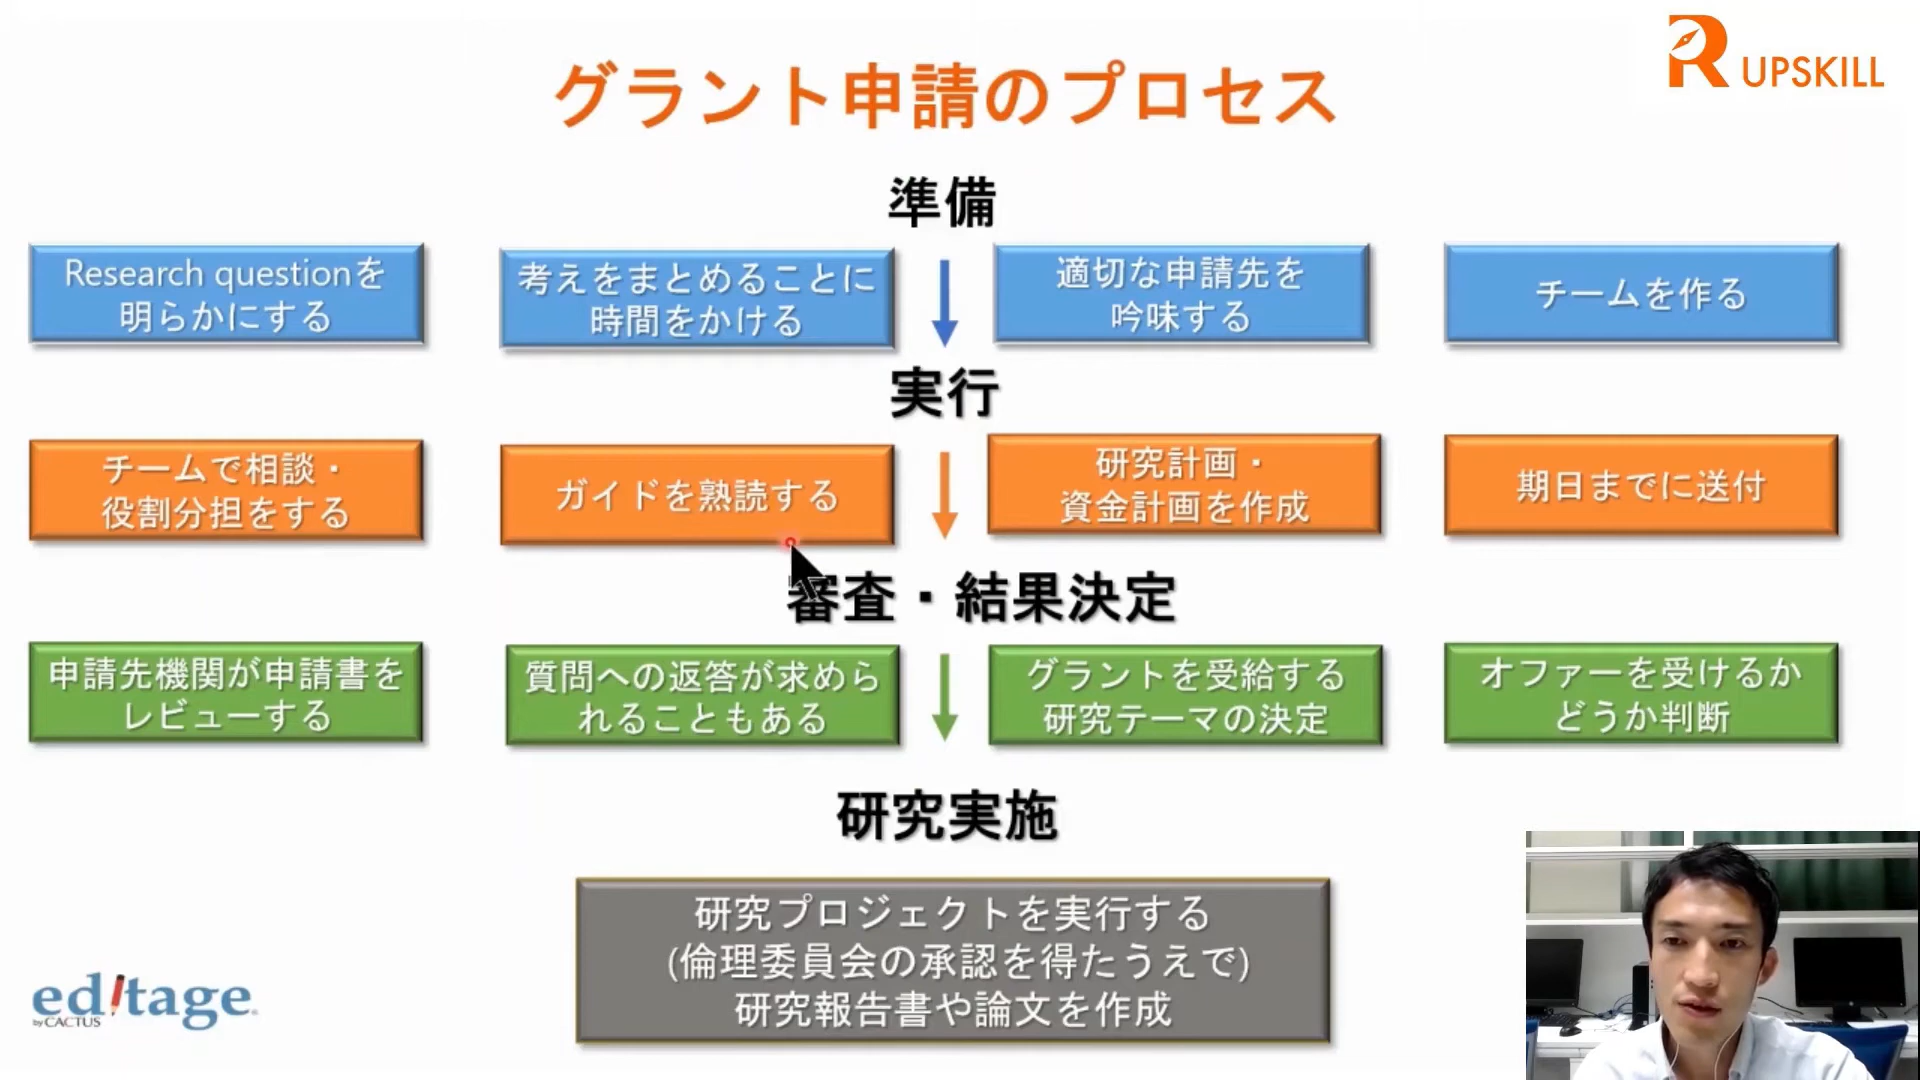 グラント申請のプロセス
R UPSKILL
準備
Research questionを
明らかにする
考えをまとめることに
時間をかける
適切な申請先を
吟味する
チームを作る
実行
チームで相談・
役割分担をする
ガイドを熟読する
研究計画・
資金計画を作成
期日までに送付
審査・結果決定
申請先機関が申請書を
レビューする
質問への返答が求めら
れることもある
グラントを受給する
研究テーマの決定
オファーを受けるか
どうか判断
研究実施
研究プロジェクトを実行する
(倫理委員会の承認を得たうえで)
研究報告書や論文を作成
editage
by CACTUS